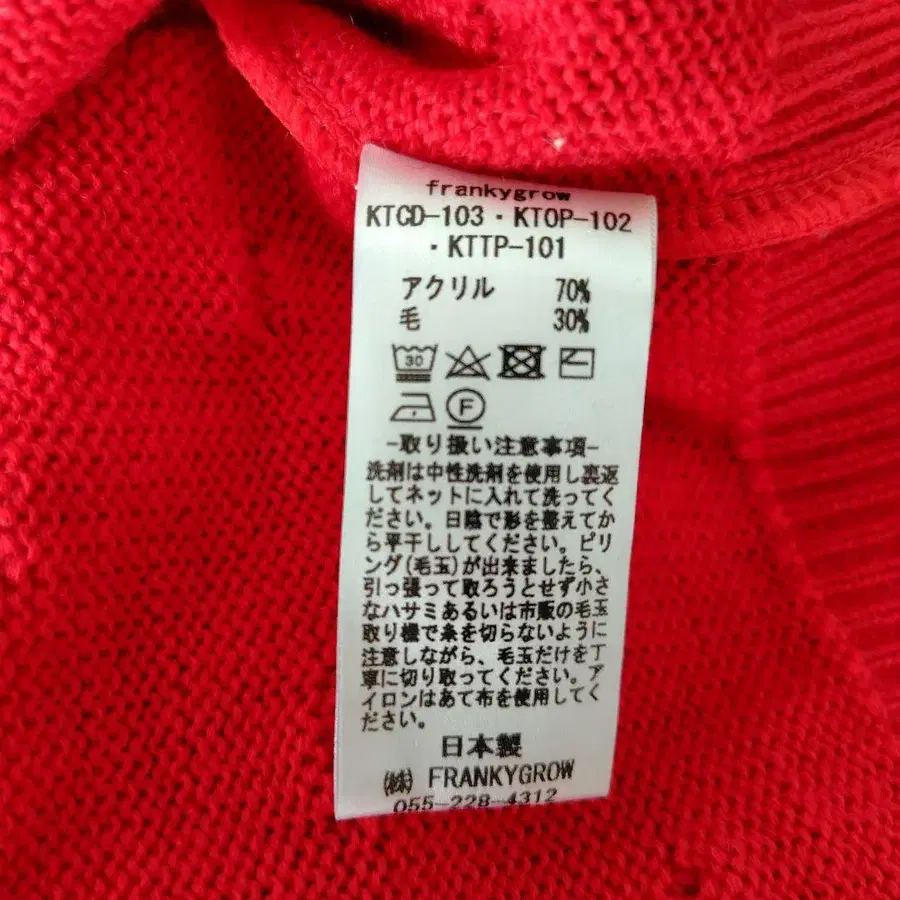 frankygrow
KTCD-103・KTOP-102
・KTTP-101
アクリル 70%
毛 30%
30
F
-取り扱い注意事項-
洗剤は中性洗剤を使用し裏返
してネットに入れて洗ってく
ださい。日陰で形を整えてか
ら平干ししてください。ピリ
ング(毛玉)が出来ましたら、
引っ張って取ろうとせず小さ
なハサミあるいは市販の毛玉
取り機で糸を切らないように
注意しながら、毛玉だけを丁
寧に切り取ってください。ア
イロンはあて布を使用してく
ださい。
日本製
㈱ FRANKYGROW
055-228-4312